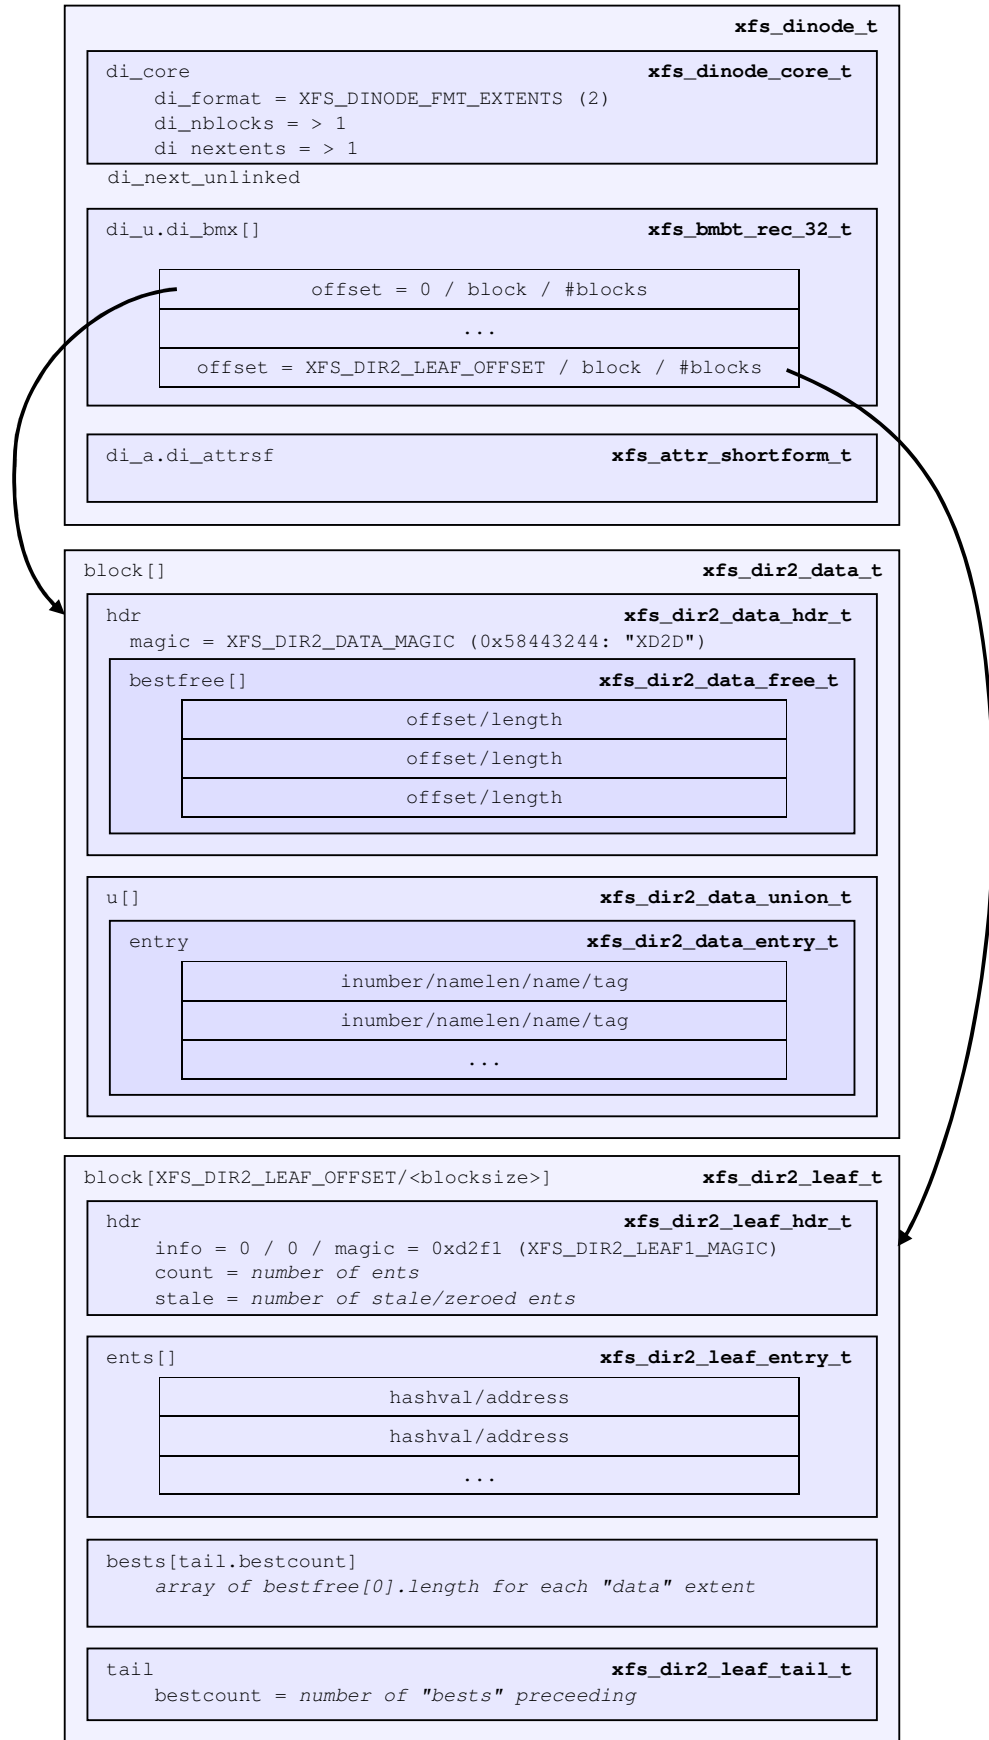 xfs_dinode_t
di_core xfs_dinode_core_t
di_format = XFS_DINODE_FMT_EXTENTS (2)
di_nblocks = > 1
di nextents = > 1
di_next_unlinked
di_u.di_bmx[] xfs_bmbt_rec_32_t
offset = 0 / block / #blocks
...
offset = XFS_DIR2_LEAF_OFFSET / block / #blocks
di_a.di_attrsf xfs_attr_shortform_t
block[] xfs_dir2_data_t
hdr xfs_dir2_data_hdr_t
magic = XFS_DIR2_DATA_MAGIC (0x58443244: "XD2D")
bestfree[] xfs_dir2_data_free_t
offset/length
offset/length
offset/length
u[] xfs_dir2_data_union_t
entry xfs_dir2_data_entry_t
inumber/namelen/name/tag
inumber/namelen/name/tag
...
block[XFS_DIR2_LEAF_OFFSET/<blocksize>] xfs_dir2_leaf_t
hdr xfs_dir2_leaf_hdr_t
info = 0 / 0 / magic = 0xd2f1 (XFS_DIR2_LEAF1_MAGIC)
count = number of ents
stale = number of stale/zeroed ents
ents[] xfs_dir2_leaf_entry_t
hashval/address
hashval/address
...
bests[tail.bestcount]
array of bestfree[0].length for each "data" extent
tail xfs_dir2_leaf_tail_t
bestcount = number of "bests" preceeding